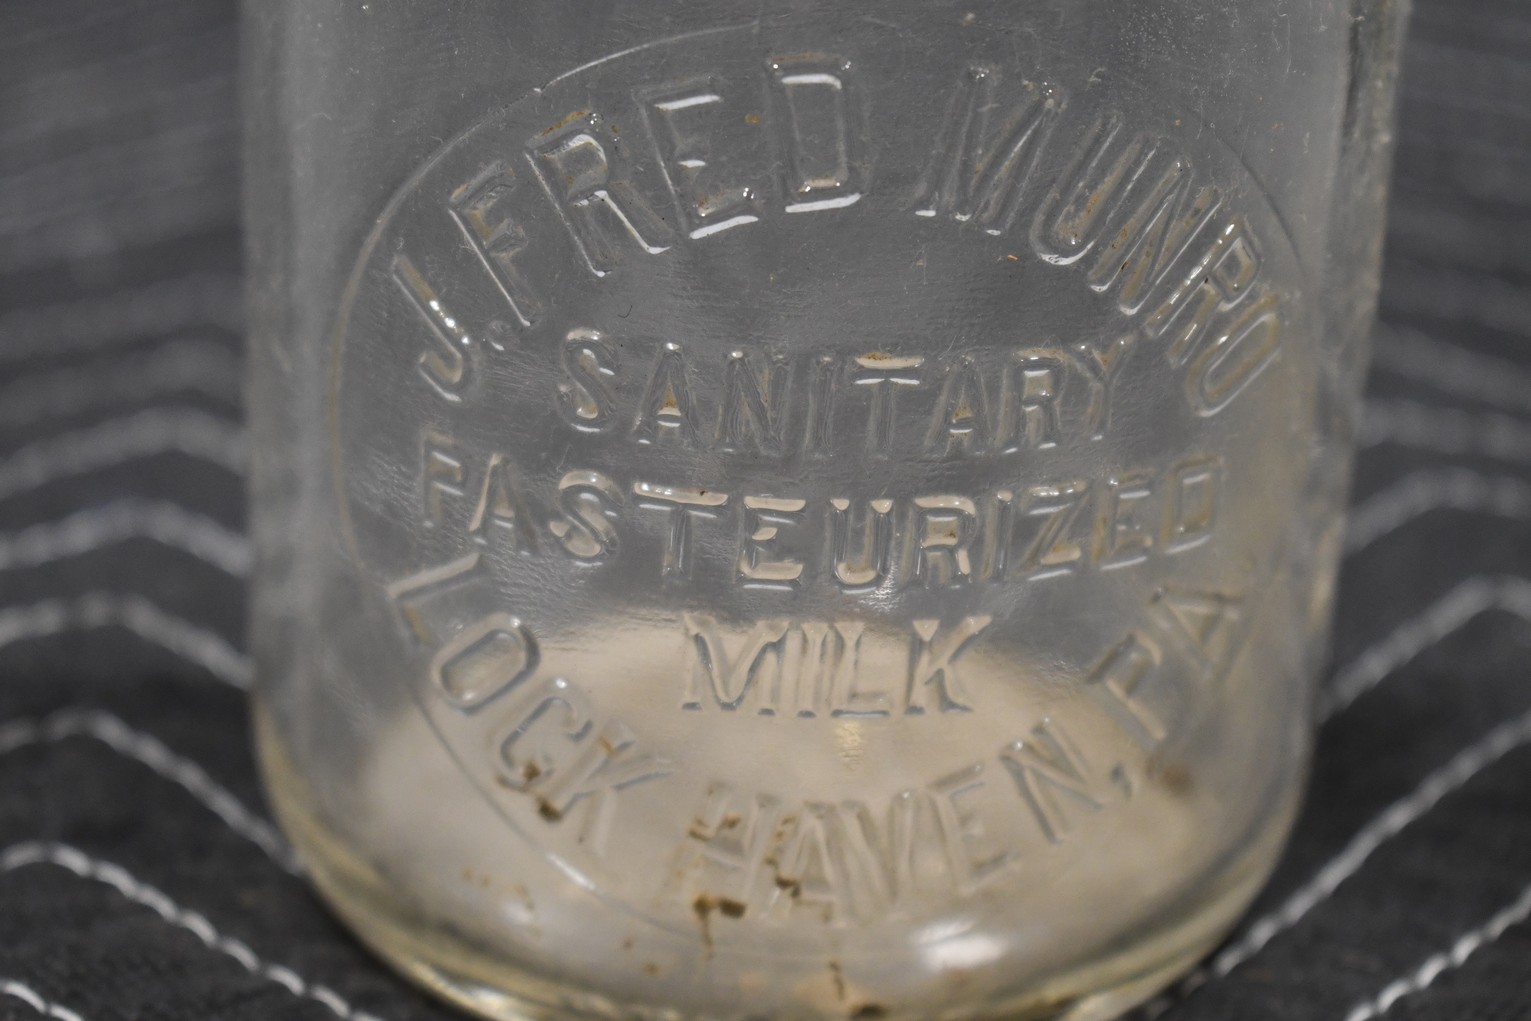 J. FRED MUNRO
SANITARY
PASTEURIZED
MILK
LOCK HAVEN, PA